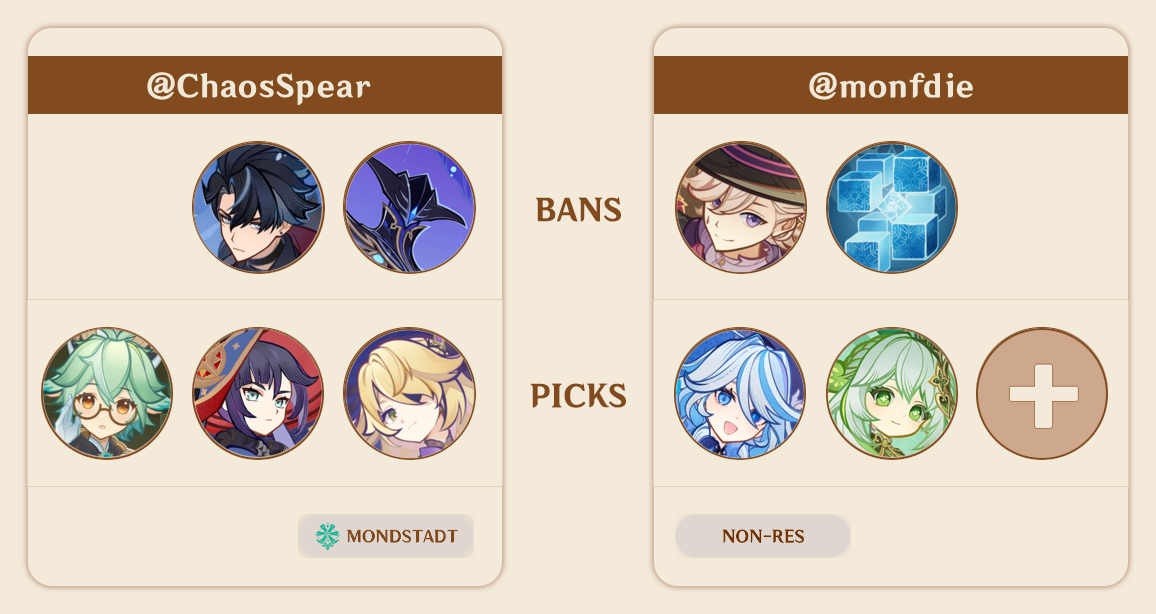 @ChaosSpear
@monfdie
BANS
PICKS
MONDSTADT
NON-RES